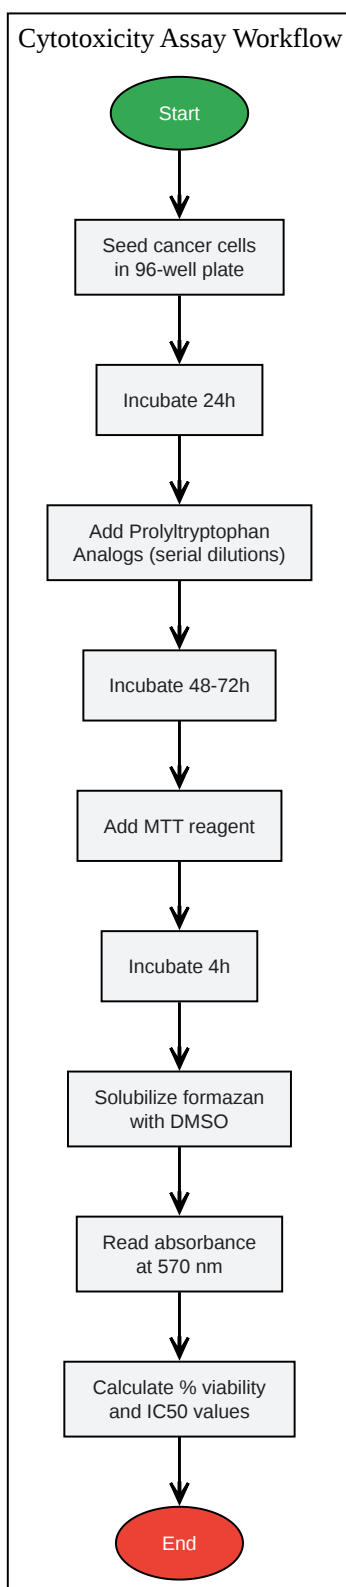 Cytotoxicity Assay Workflow
Start
Seed cancer cells
in 96-well plate
Incubate 24h
Add Prolyltryptophan
Analogs (serial dilutions)
Incubate 48-72h
Add MTT reagent
Incubate 4h
Solubilize formazan
with DMSO
Read absorbance
at 570 nm
Calculate % viability
and IC50 values
End